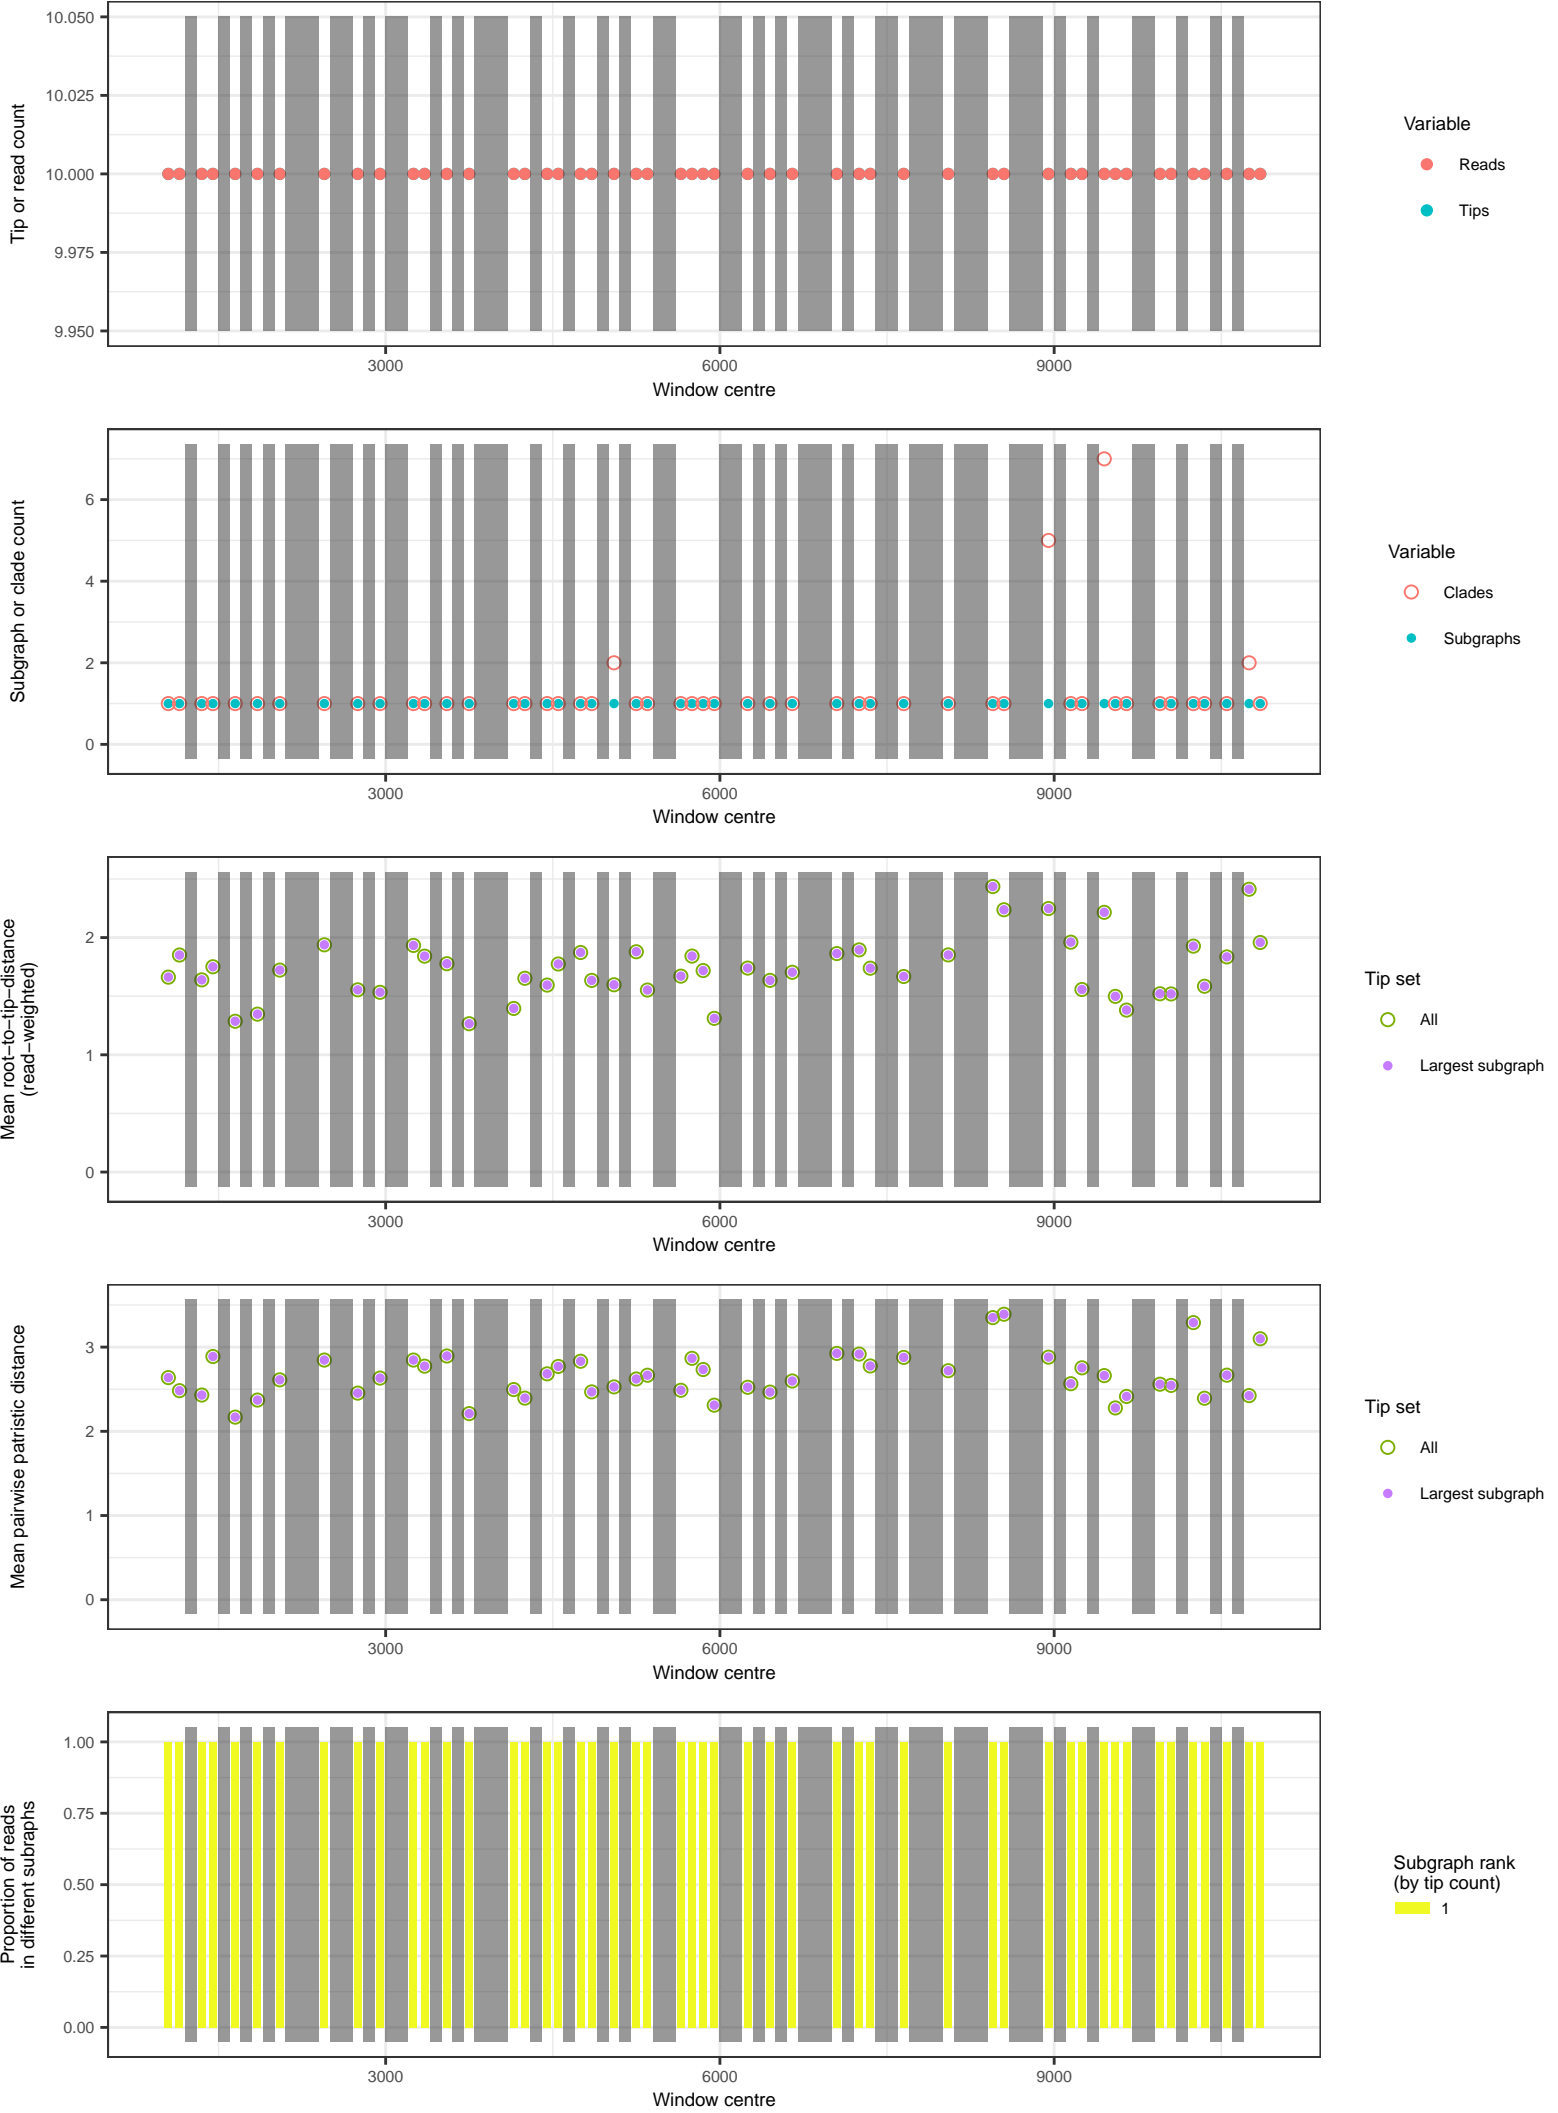 10.050
10.025
10.000
9.975
9.950
Tip or read count
3000
6000
9000
Window centre
Variable
Reads
Tips
6
4
2
0
Subgraph or clade count
3000
6000
9000
Window centre
Variable
Clades
Subgraphs
2
1
0
Mean root−to−tip−distance
(read−weighted)
3000
6000
9000
Window centre
Tip set
All
Largest subgraph
3
2
1
0
Mean pairwise patristic distance
3000
6000
9000
Window centre
Tip set
All
Largest subgraph
1.00
0.75
0.50
0.25
0.00
Proportion of reads
in different subraphs
3000
6000
9000
Window centre
Subgraph rank
(by tip count)
1